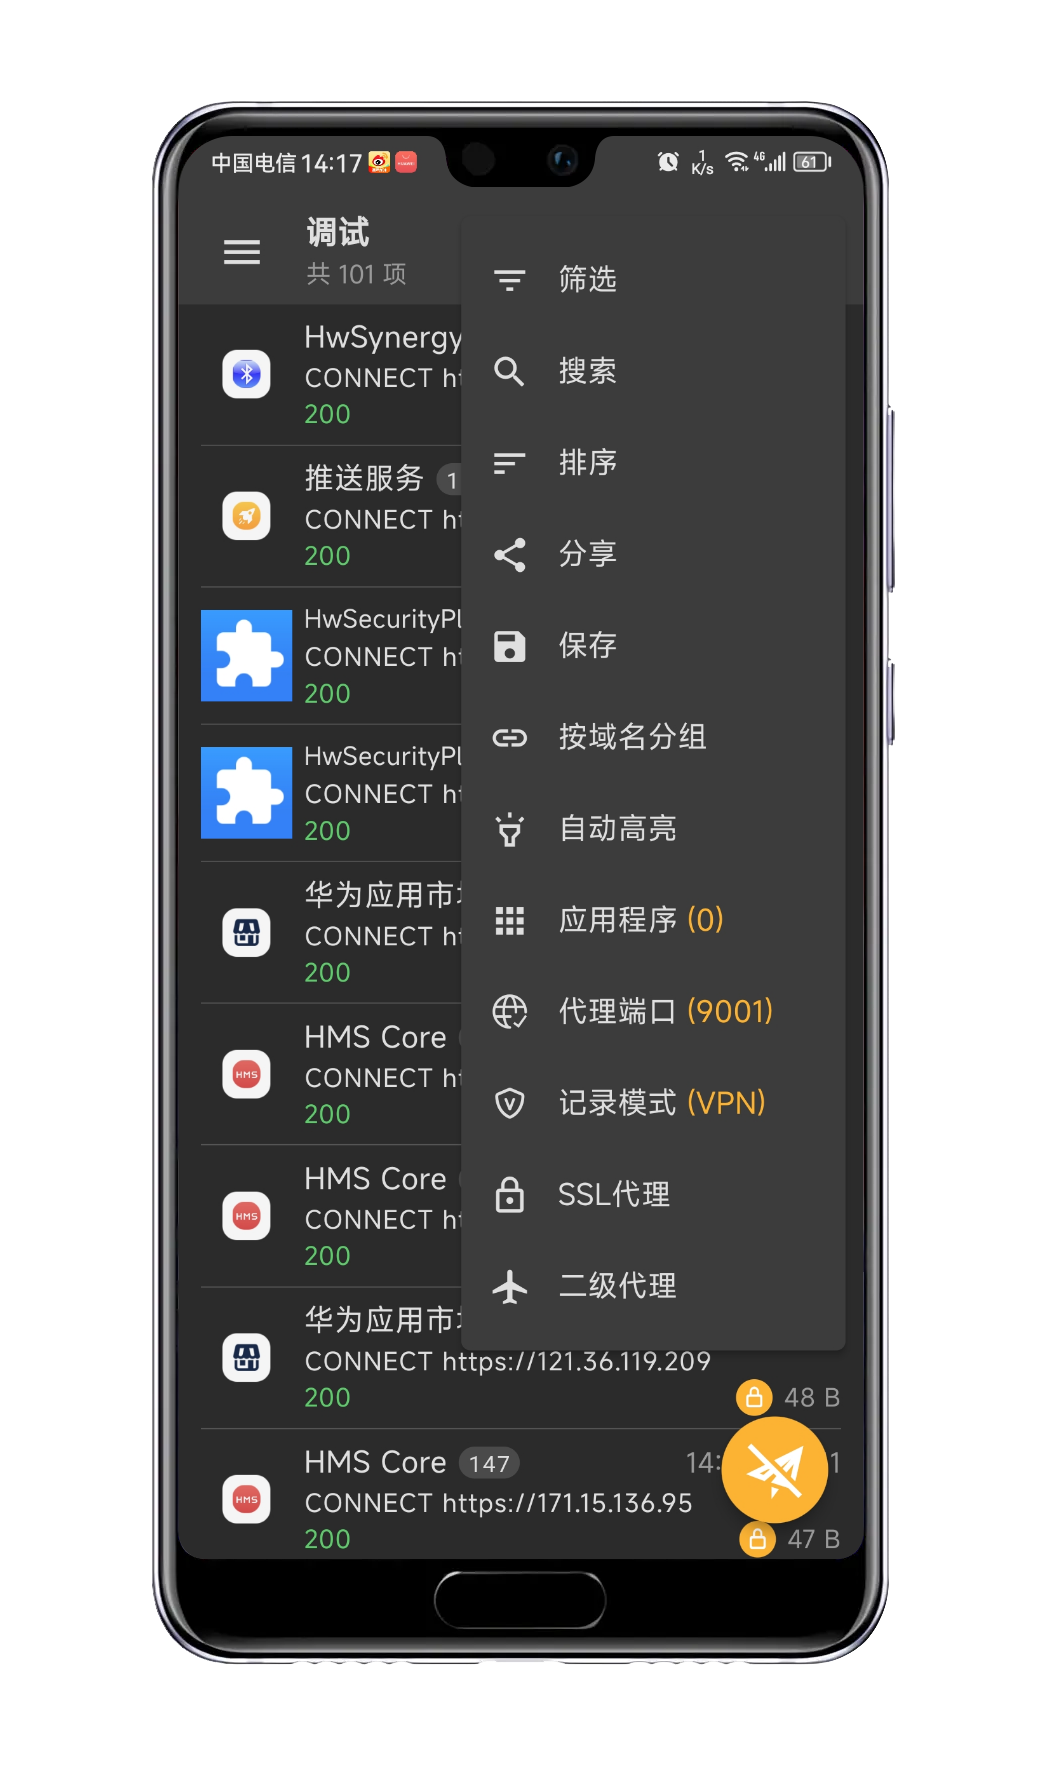 中国电信 14:17
1 K/s 4G 61
调试
共 101 项
筛选
搜索
排序
分享
保存
按域名分组
自动高亮
应用程序 (0)
代理端口 (9001)
记录模式 (VPN)
SSL代理
二级代理
HwSynergy
CONNECT
200
推送服务 1
CONNECT
200
HwSecurityPl
CONNECT
200
HwSecurityPl
CONNECT
200
华为应用市
CONNECT
200
HMS
HMS Core
CONNECT
200
HMS
HMS Core
CONNECT
200
华为应用市
CONNECT https://121.36.119.209
200
48 B
HMS
HMS Core 147
14:
1
CONNECT https://171.15.136.95
200
47 B